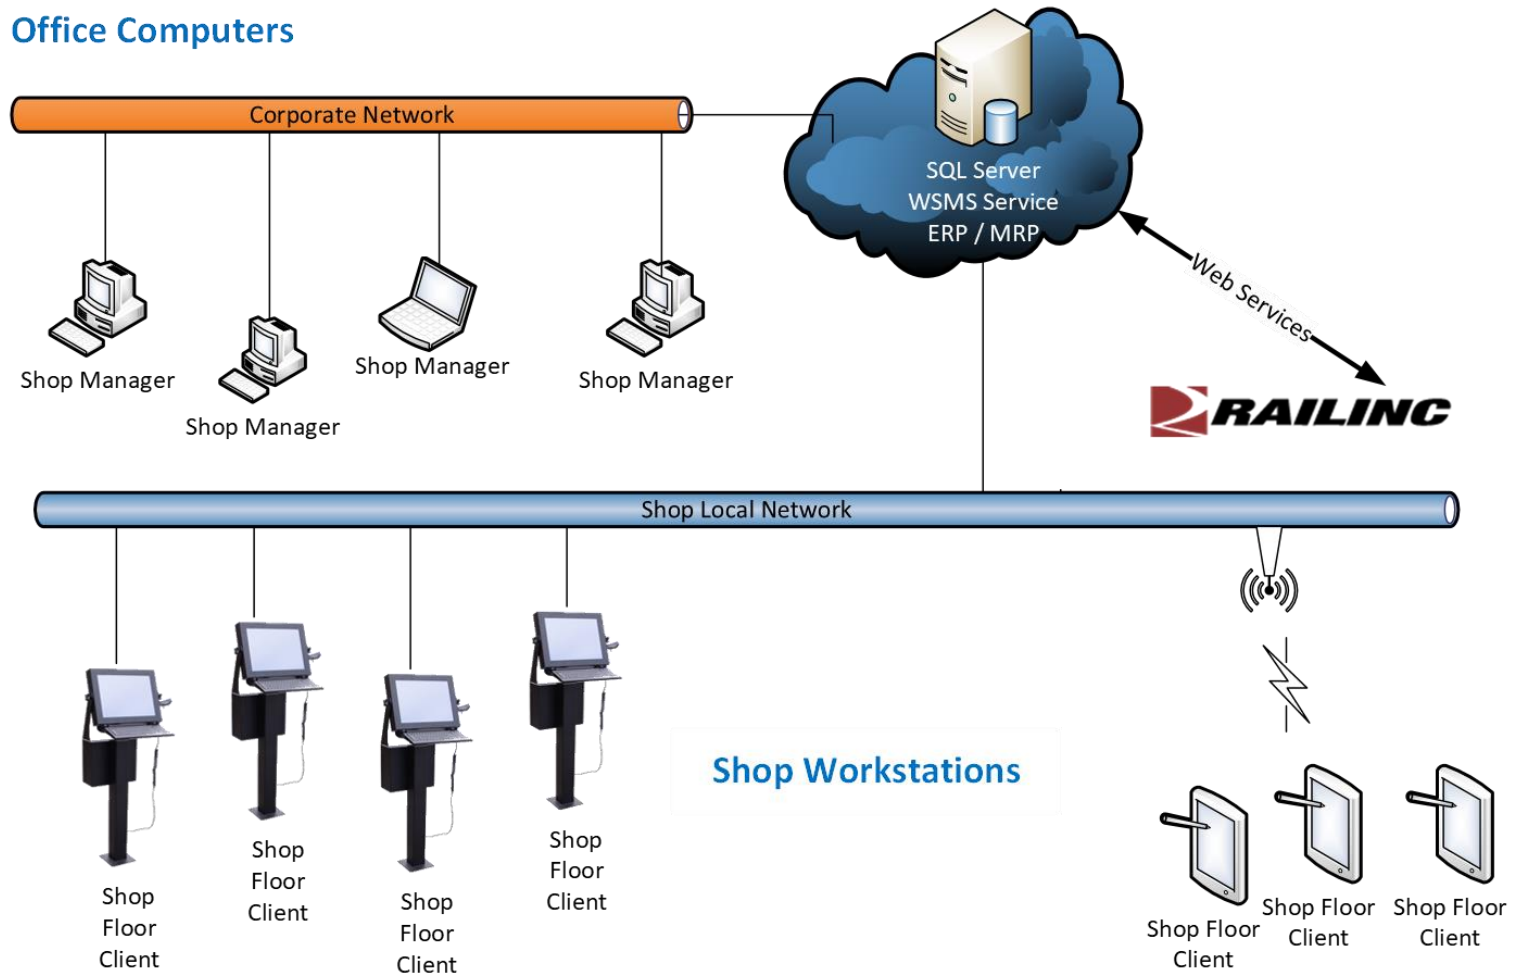 Office Computers
Corporate Network
SQL Server
WSMS Service
ERP / MRP
Web Services
Shop Manager
Shop Manager
Shop Manager
Shop Manager
RAILINC
Shop Local Network
Shop Workstations
Shop
Floor
Client
Shop
Floor
Client
Shop
Floor
Client
Shop
Floor
Client
Shop Floor
Client
Shop Floor
Client
Shop Floor
Client